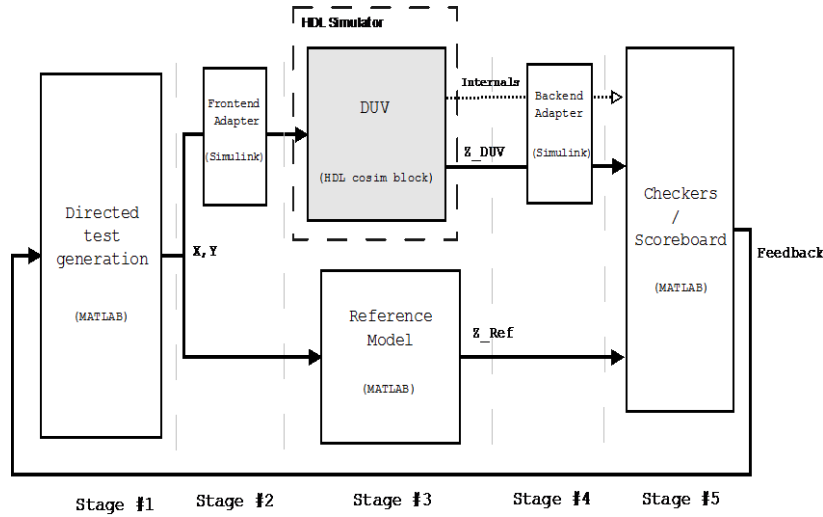 HDL Simulator
Directed
test
generation
(MATLAB)
X,Y
Frontend
Adapter
(Simulink)
DUV
(HDL cosim block)
Reference
Model
(MATLAB)
Internals
Z_DUV
Z_Ref
Backend
Adapter
(Simulink)
Checkers
/
Scoreboard
(MATLAB)
Feedback
Stage #1
Stage #2
Stage #3
Stage #4
Stage #5